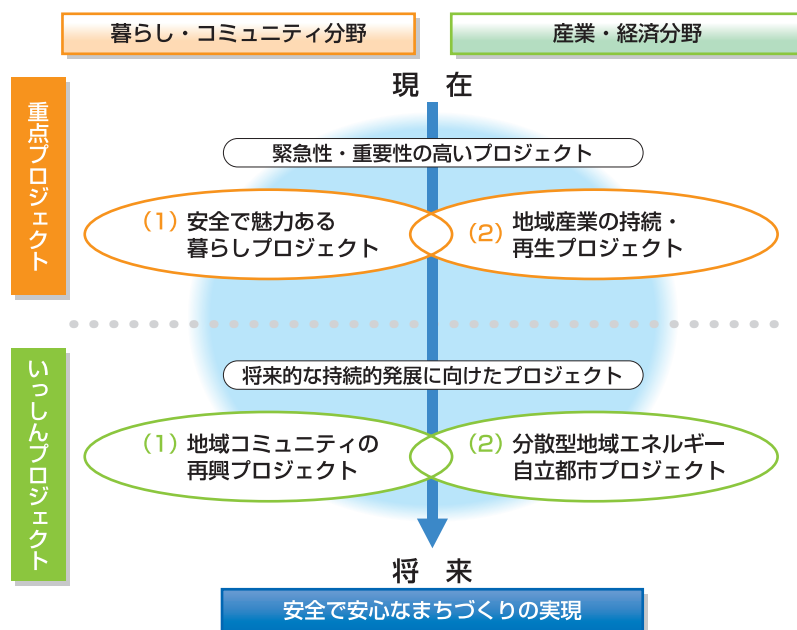 暮らし・コミュニティ分野
産業・経済分野
現 在
重点プロジェクト
緊急性・重要性の高いプロジェクト
(1) 安全で魅力ある
暮らしプロジェクト
(2) 地域産業の持続・
再生プロジェクト
いっしんプロジェクト
将来的な持続的発展に向けたプロジェクト
(1) 地域コミュニティの
再興プロジェクト
(2) 分散型地域エネルギー
自立都市プロジェクト
将 来
安全で安心なまちづくりの実現